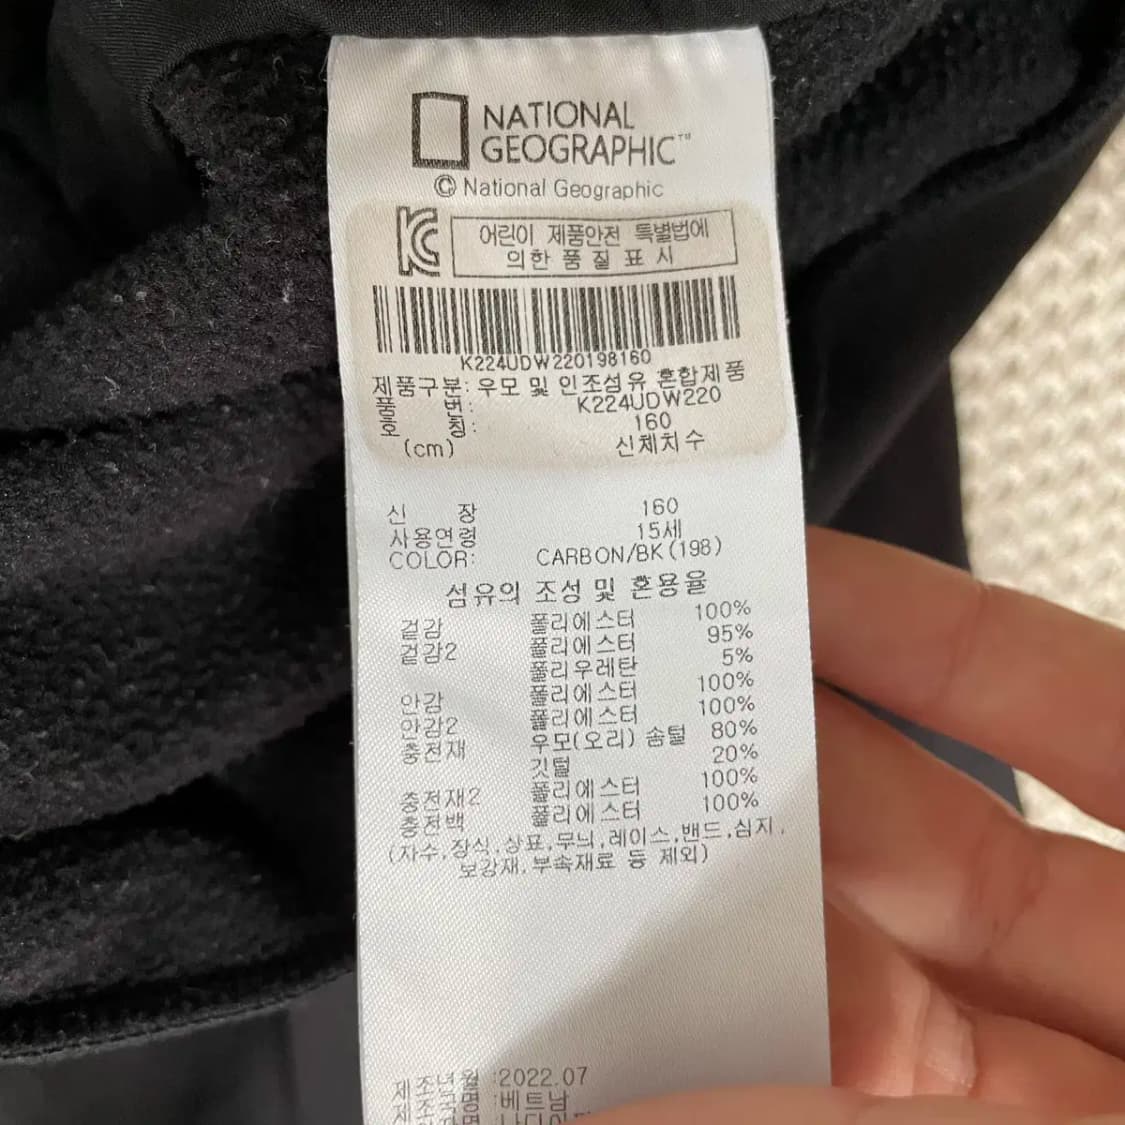 NATIONAL
GEOGRAPHIC™
© National Geographic
KC 어린이 제품안전 특별법에
의한 품질표시
K224UDW220198160
제품구분: 우모 및 인조섬유 혼합제품
품 번: K224UDW220
호 칭: 160
(cm) 신체치수
신 장 160
사용연령 15세
COLOR: CARBON/BK(198)
섬유의 조성 및 혼용율
겉감 폴리에스터 100%
겉감2 폴리에스터 95%
폴리우레탄 5%
안감 폴리에스터 100%
안감2 폴리에스터 100%
충전재 우모(오리) 솜털 80%
깃털 20%
충전재2 폴리에스터 100%
충전백 폴리에스터 100%
(자수,장식,상표,무늬,레이스,밴드,심지,
보강재,부속재료 등 제외)
제조년월 :2022.07
제조국명 :베트남